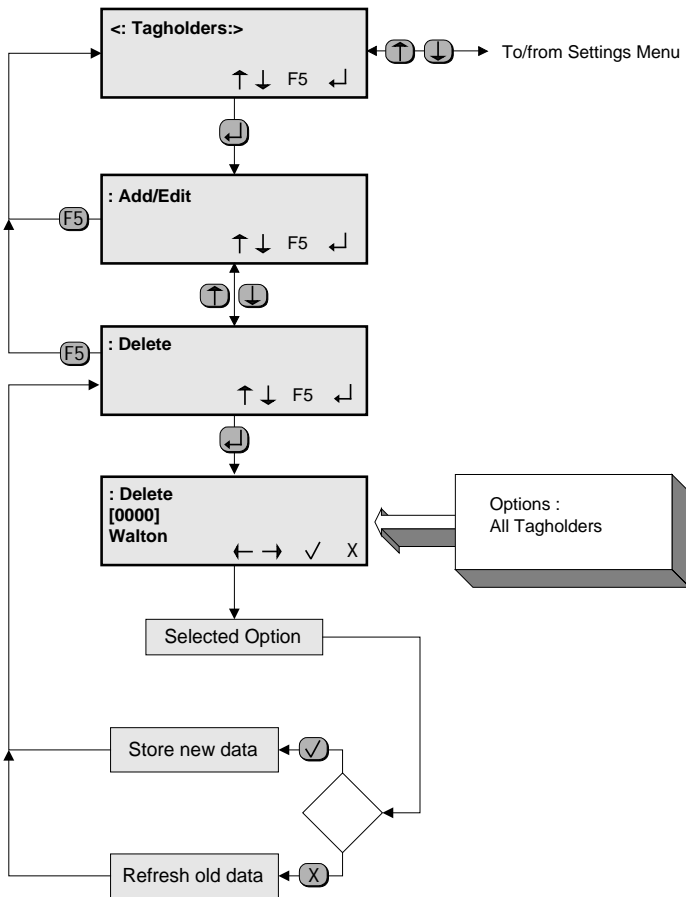 <: Tagholders:>
↑ ↓ F5 ↵
↑ ↓ To/from Settings Menu
↵
: Add/Edit
↑ ↓ F5 ↵
F5
↑ ↓
: Delete
↑ ↓ F5 ↵
F5
↵
: Delete
[0000]
Walton
← → √ X
Options :
All Tagholders
Selected Option
Store new data √
Refresh old data X